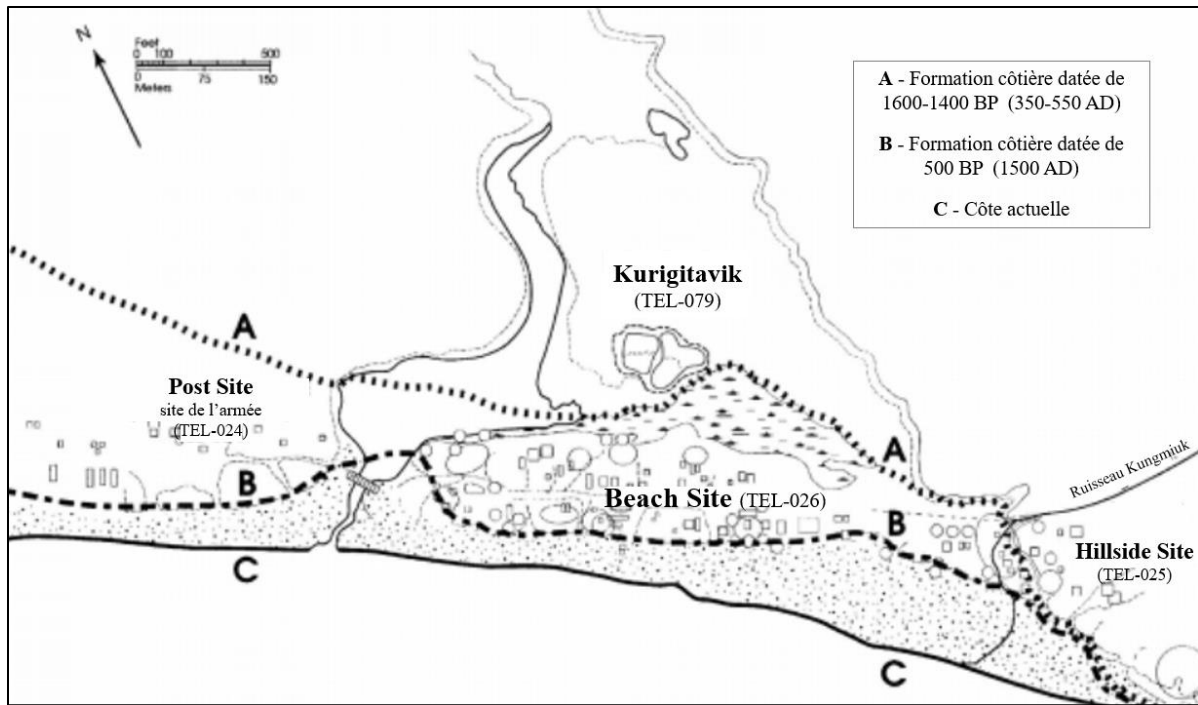 N
Feet
0 100 500
0 75 150
Meters
A - Formation côtière datée de
1600-1400 BP (350-550 AD)
B - Formation côtière datée de
500 BP (1500 AD)
C - Côte actuelle
Kurigitavik
(TEL-079)
A
Post Site
site de l’armée
(TEL-024)
A
B
Beach Site (TEL-026)
B
Ruisseau Kungmiuk
Hillside Site
(TEL-025)
C
C